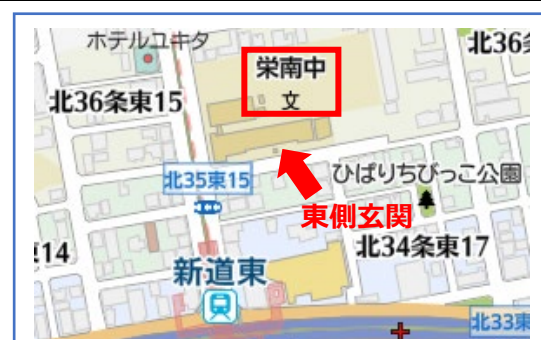 ホテルユキタ
北36条
栄南中
文
北36条東15
北35東15
ひばりちびっこ公園
東側玄関
北34条東17
14
新道東
北33東